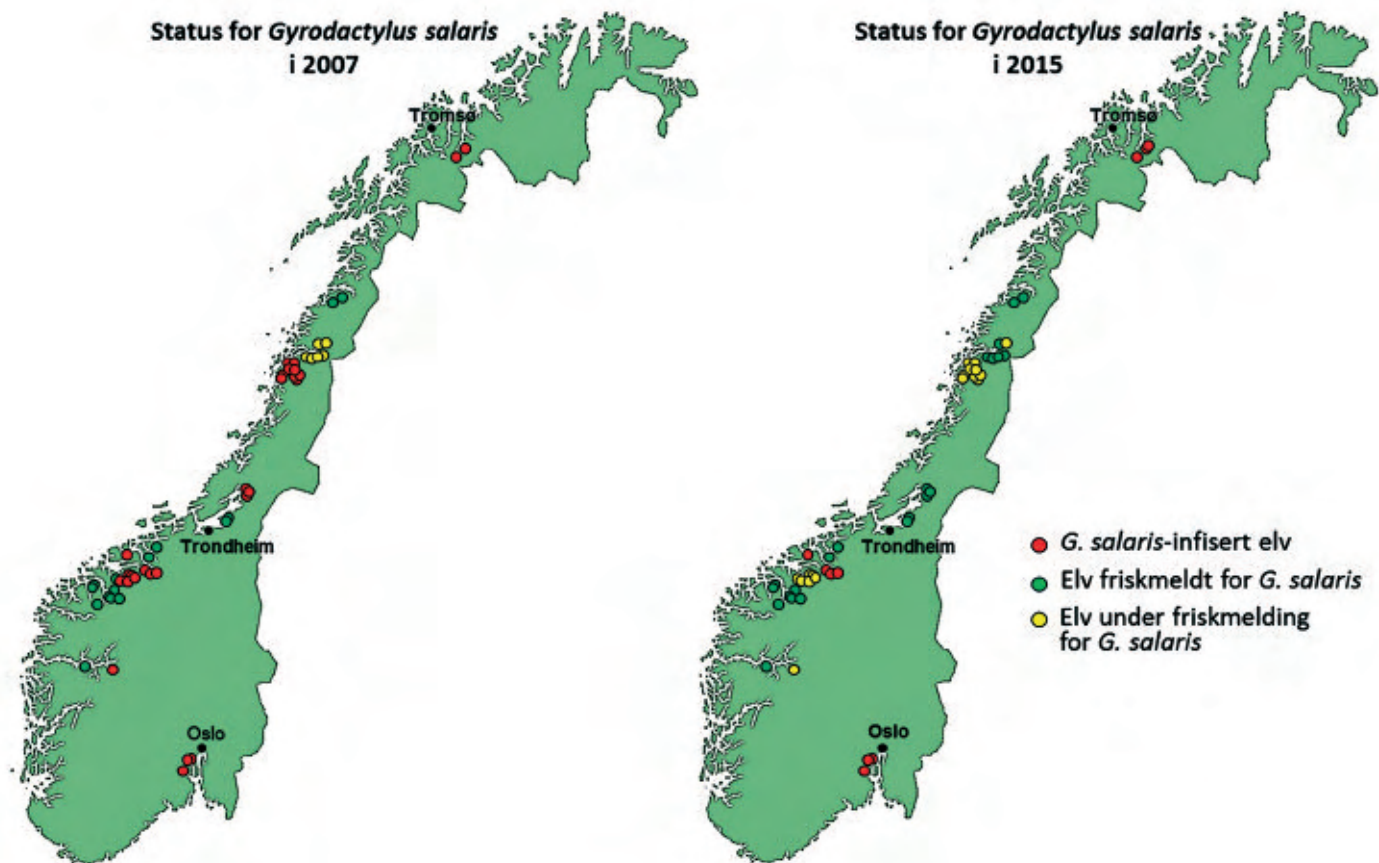 Status for Gyrodactylus salaris
i 2007
Tromsø
Trondheim
Oslo
Status for Gyrodactylus salaris
i 2015
Tromsø
Trondheim
Oslo
G. salaris-infisert elv
Elv friskmeldt for G. salaris
Elv under friskmelding
for G. salaris